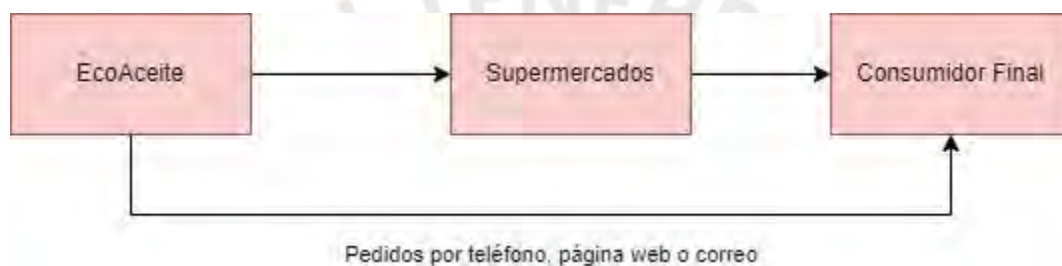 EcoAceite
Supermercados
Consumidor Final
Pedidos por teléfono, página web o correo